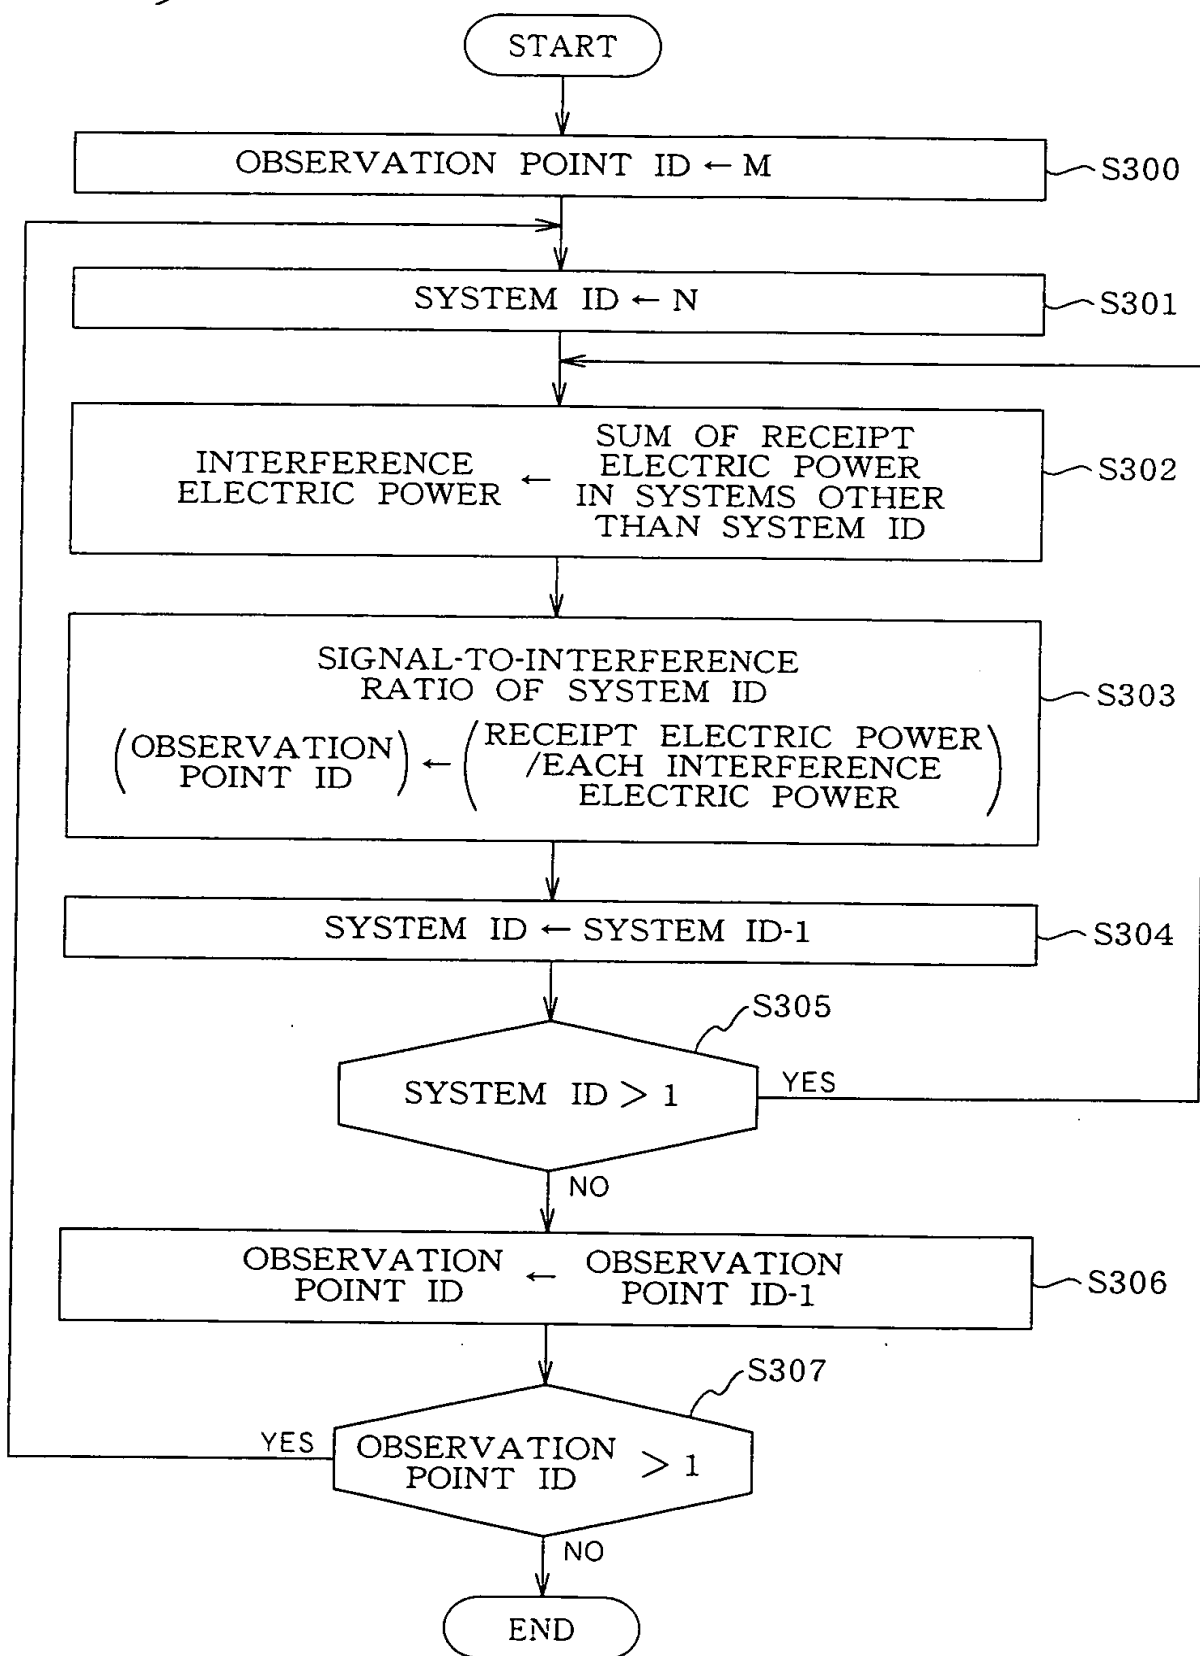 START
OBSERVATION POINT ID ← M
S300
SYSTEM ID ← N
S301
INTERFERENCE
ELECTRIC POWER
←
SUM OF RECEIPT
ELECTRIC POWER
IN SYSTEMS OTHER
THAN SYSTEM ID
S302
SIGNAL-TO-INTERFERENCE
RATIO OF SYSTEM ID
(OBSERVATION
POINT ID)
←
(RECEIPT ELECTRIC POWER
/EACH INTERFERENCE
ELECTRIC POWER)
S303
SYSTEM ID ← SYSTEM ID-1
S304
S305
SYSTEM ID > 1
YES
NO
OBSERVATION
POINT ID
←
OBSERVATION
POINT ID-1
S306
S307
YES
OBSERVATION
POINT ID
> 1
NO
END